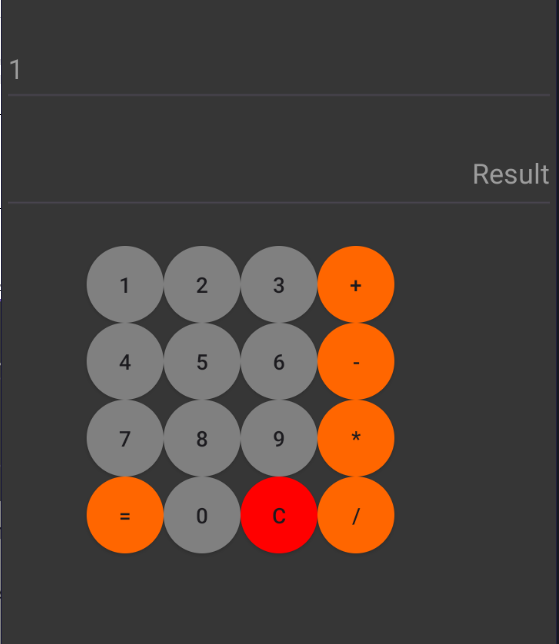 1
Result
1 2 3 +
4 5 6 -
7 8 9 *
= 0 C /